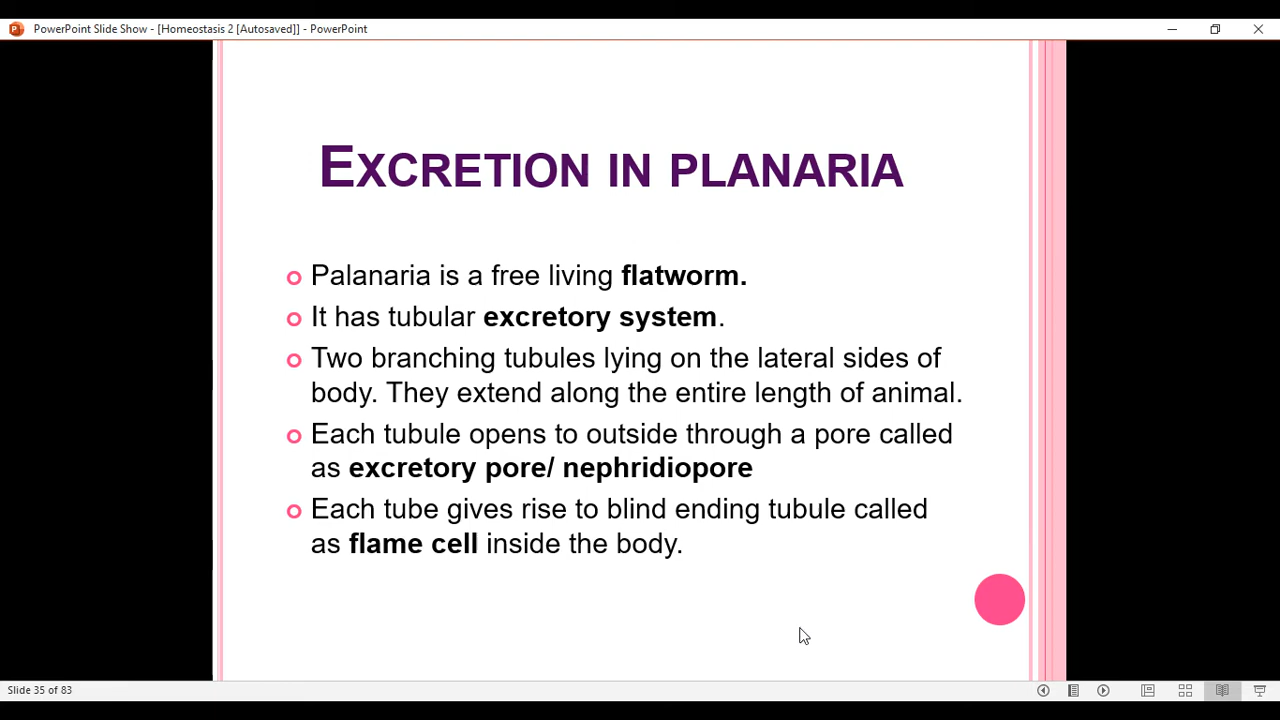 PowerPoint Slide Show - [Homeostasis 2 [Autosaved]] - PowerPoint
EXCRETION IN PLANARIA
Palanaria is a free living flatworm.
It has tubular excretory system.
Two branching tubules lying on the lateral sides of
body. They extend along the entire length of animal.
Each tubule opens to outside through a pore called
as excretory pore/ nephridiopore
Each tube gives rise to blind ending tubule called
as flame cell inside the body.
Slide 35 of 83